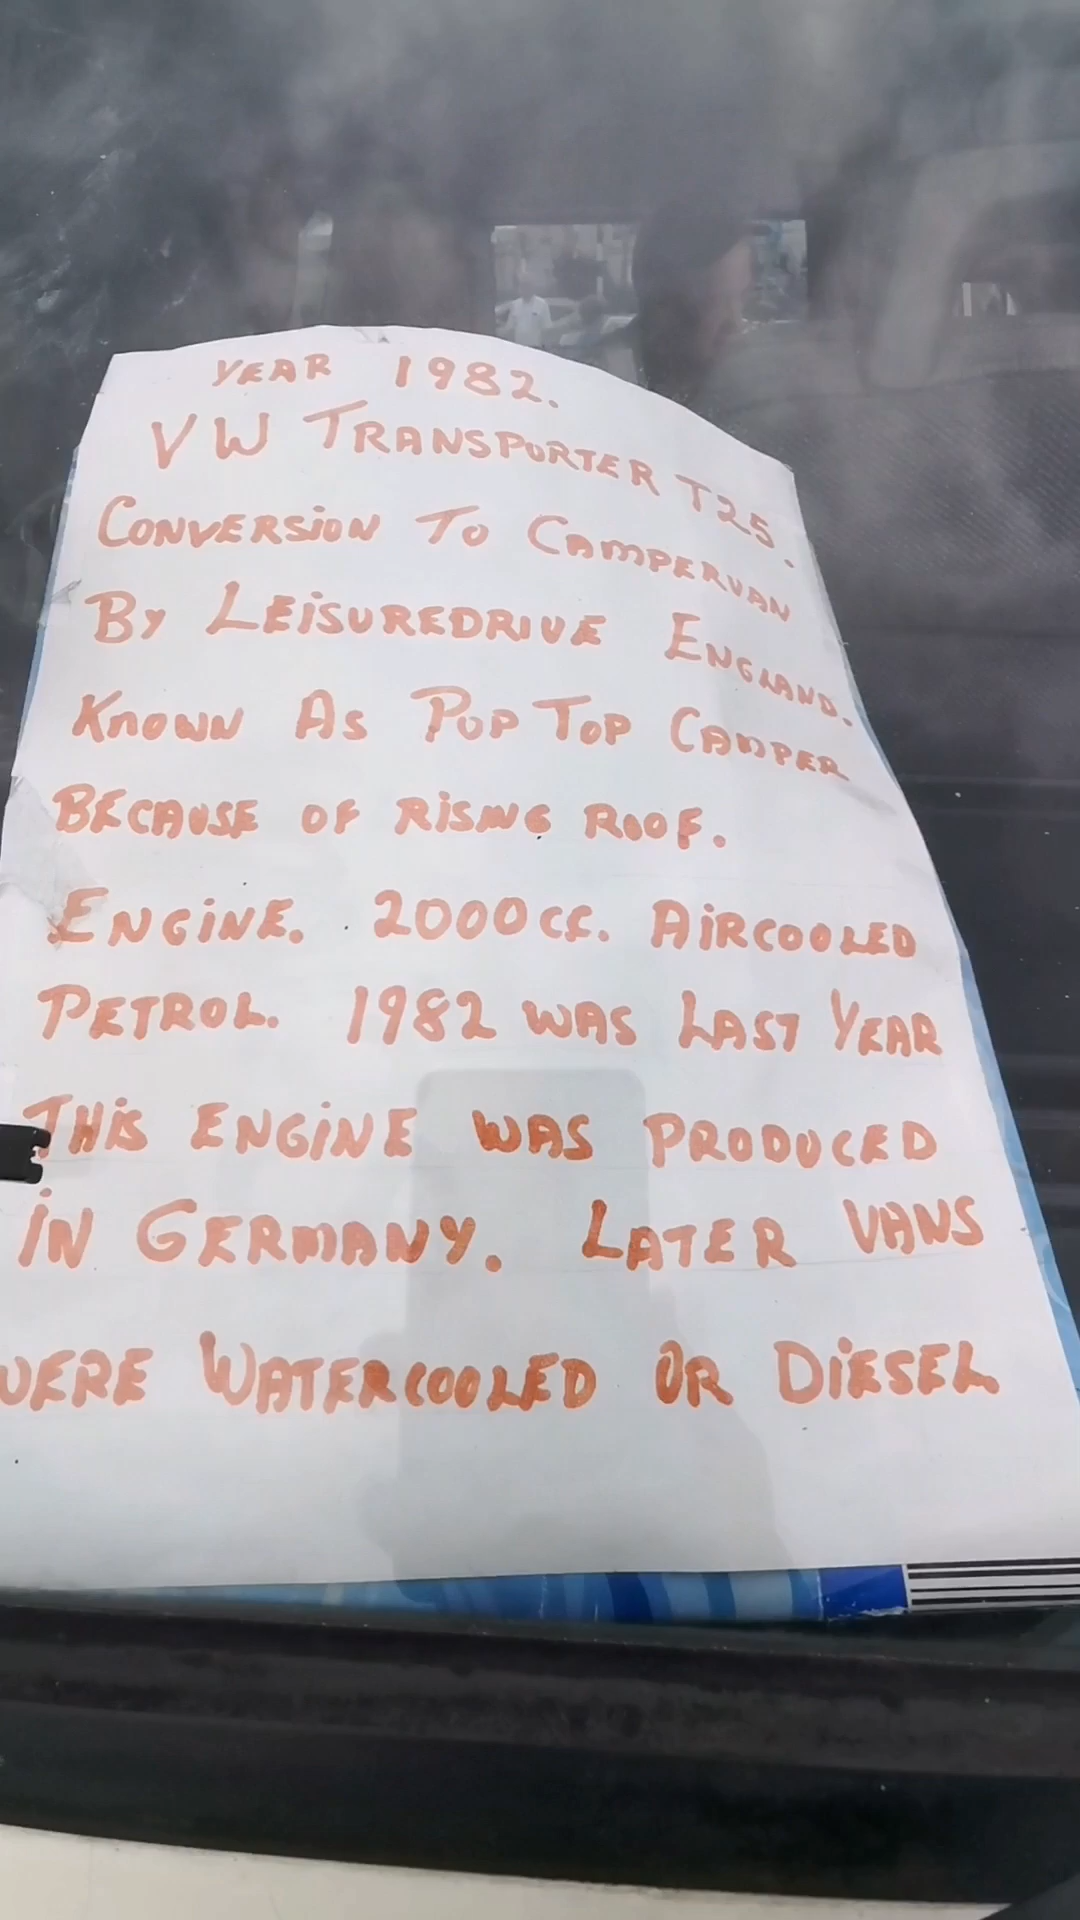 YEAR 1982.
VW TRANSPORTER T25.
CONVERSiON TO CAMPERVAN
By LEiSUREDRIVE ENGLAND.
KNOWN AS POP TOP CAMPER
BECAUSE OF RISING ROOF.
ENGiNE. 2000CC. AiRCOOLED
PETROL. 1982 WAS LAST YEAR
THiS ENGiNE WAS PRODUCED
iN GERMANY. LATER VANS
WERE WATERCOOLED OR DiESEL